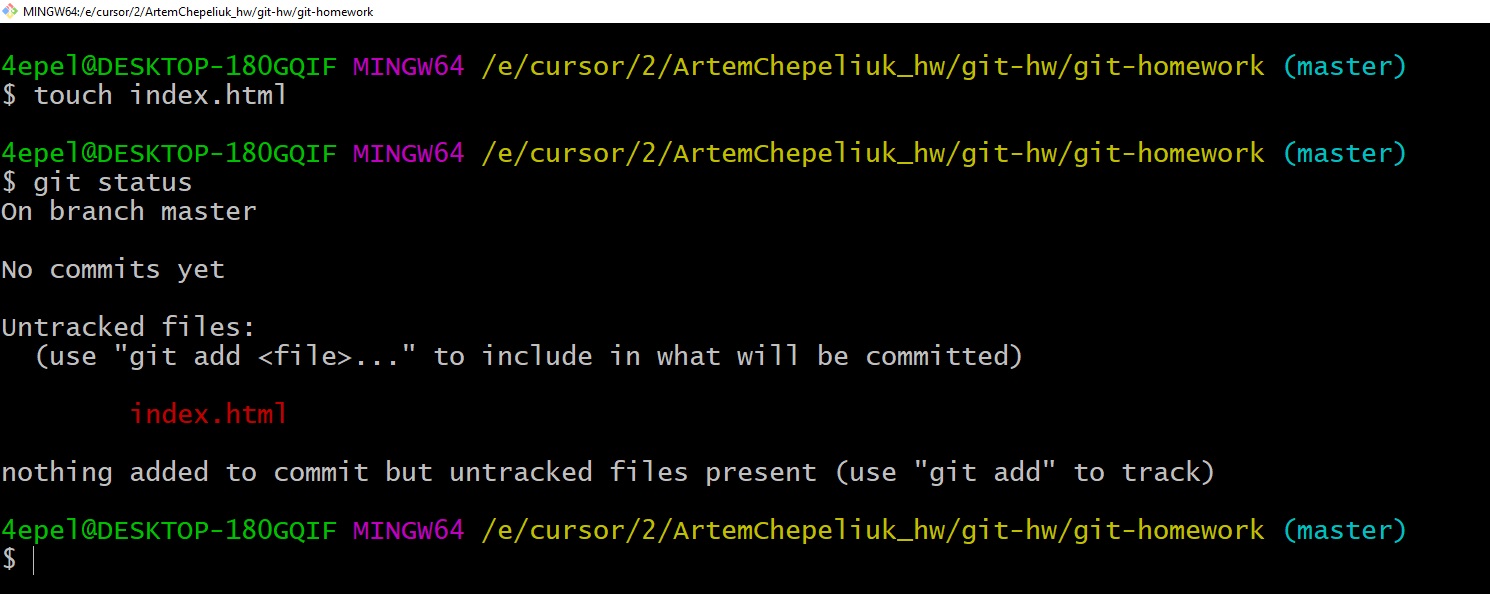 MINGW64:/e/cursor/2/ArtemChepeliuk_hw/git-hw/git-homework
4epel@DESKTOP-180GQIF MINGW64 /e/cursor/2/ArtemChepeliuk_hw/git-hw/git-homework (master)
$ touch index.html
4epel@DESKTOP-180GQIF MINGW64 /e/cursor/2/ArtemChepeliuk_hw/git-hw/git-homework (master)
$ git status
On branch master
No commits yet
Untracked files:
  (use "git add <file>..." to include in what will be committed)
        index.html
nothing added to commit but untracked files present (use "git add" to track)
4epel@DESKTOP-180GQIF MINGW64 /e/cursor/2/ArtemChepeliuk_hw/git-hw/git-homework (master)
$